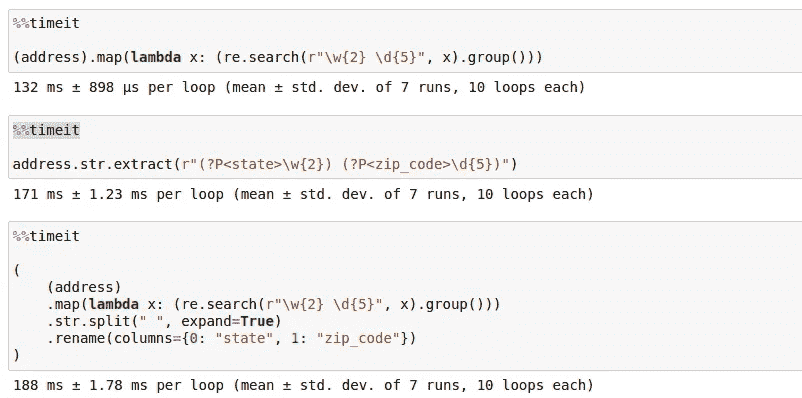 %%timeit
(address).map(lambda x: (re.search(r"\w{2} \d{5}", x).group()))
132 ms ± 898 µs per loop (mean ± std. dev. of 7 runs, 10 loops each)
%%timeit
address.str.extract(r"(?P<state>\w{2}) (?P<zip_code>\d{5})")
171 ms ± 1.23 ms per loop (mean ± std. dev. of 7 runs, 10 loops each)
%%timeit
(
    (address)
    .map(lambda x: (re.search(r"\w{2} \d{5}", x).group()))
    .str.split(" ", expand=True)
    .rename(columns={0: "state", 1: "zip_code"})
)
188 ms ± 1.78 ms per loop (mean ± std. dev. of 7 runs, 10 loops each)